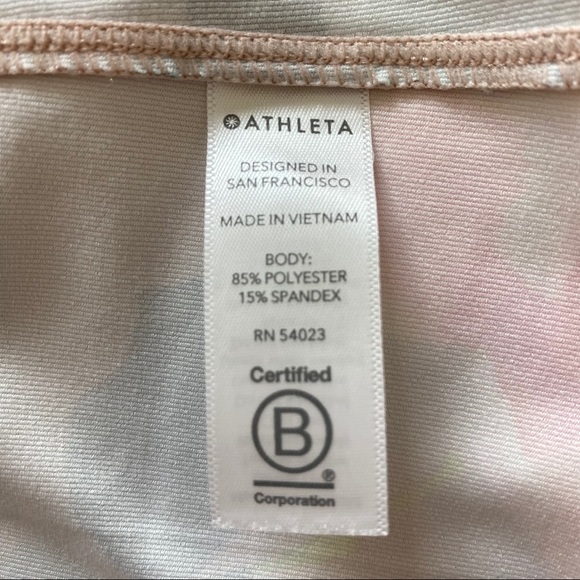 ATHLETA
DESIGNED IN
SAN FRANCISCO
MADE IN VIETNAM
BODY:
85% POLYESTER
15% SPANDEX
RN 54023
Certified
B
®
Corporation